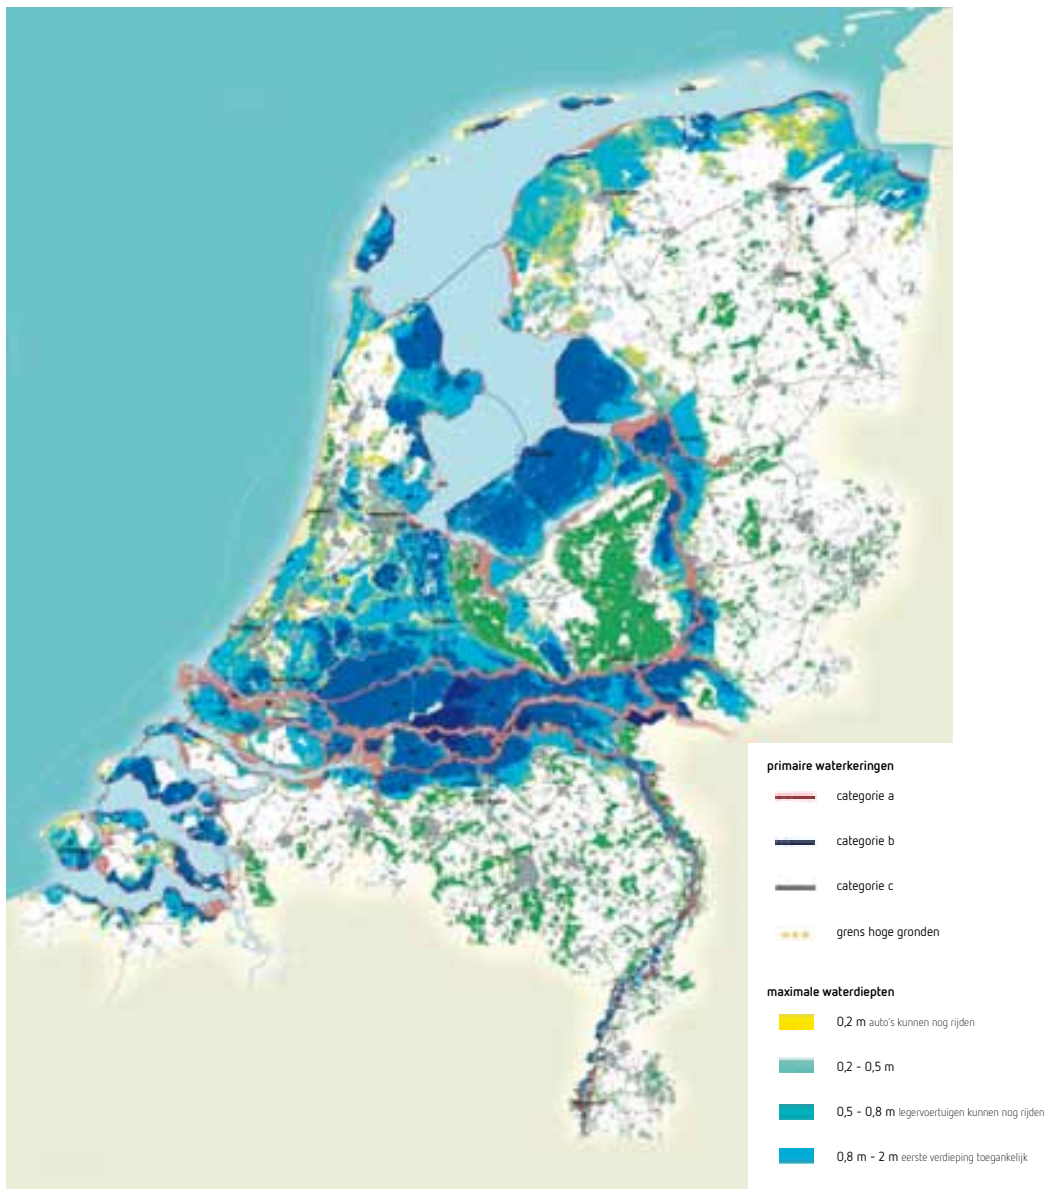 primaire waterkeringen
categorie a
categorie b
categorie c
grens hoge gronden
maximale waterdiepten
0,2 m auto's kunnen nog rijden
0,2 - 0,5 m
0,5 - 0,8 m legervoertuigen kunnen nog rijden
0,8 m - 2 m eerste verdieping toegankelijk